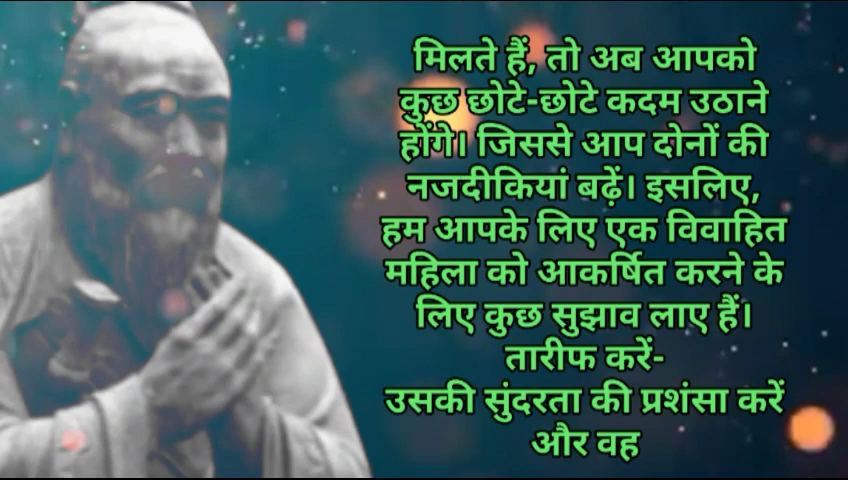 मिलते हैं, तो अब आपको
कुछ छोटे-छोटे कदम उठाने
होंगे। जिससे आप दोनों की
नजदीकियां बढ़ें। इसलिए,
हम आपके लिए एक विवाहित
महिला को आकर्षित करने के
लिए कुछ सुझाव लाए हैं।
तारीफ करें-
उसकी सुंदरता की प्रशंसा करें
और वह